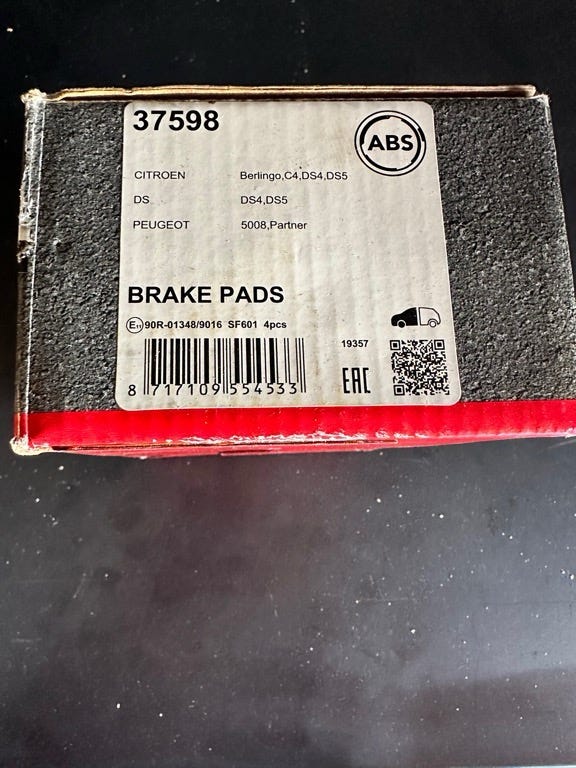 37598
ABS
CITROEN Berlingo,C4,DS4,DS5
DS DS4,DS5
PEUGEOT 5008,Partner
BRAKE PADS
E11 90R-01348/9016 SF601 4pcs
19357
8 717109 554533
EAC